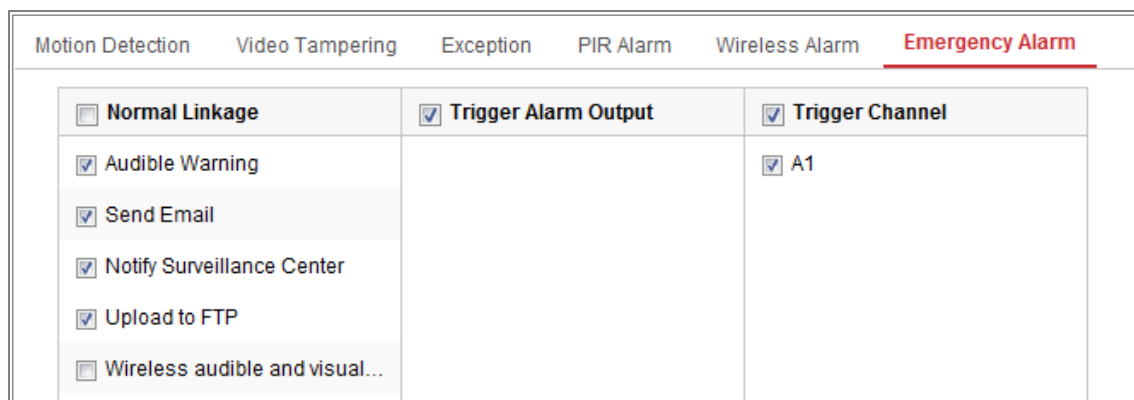 Motion Detection Video Tampering Exception PIR Alarm Wireless Alarm Emergency Alarm
Normal Linkage Trigger Alarm Output Trigger Channel
Audible Warning A1
Send Email
Notify Surveillance Center
Upload to FTP
Wireless audible and visual...